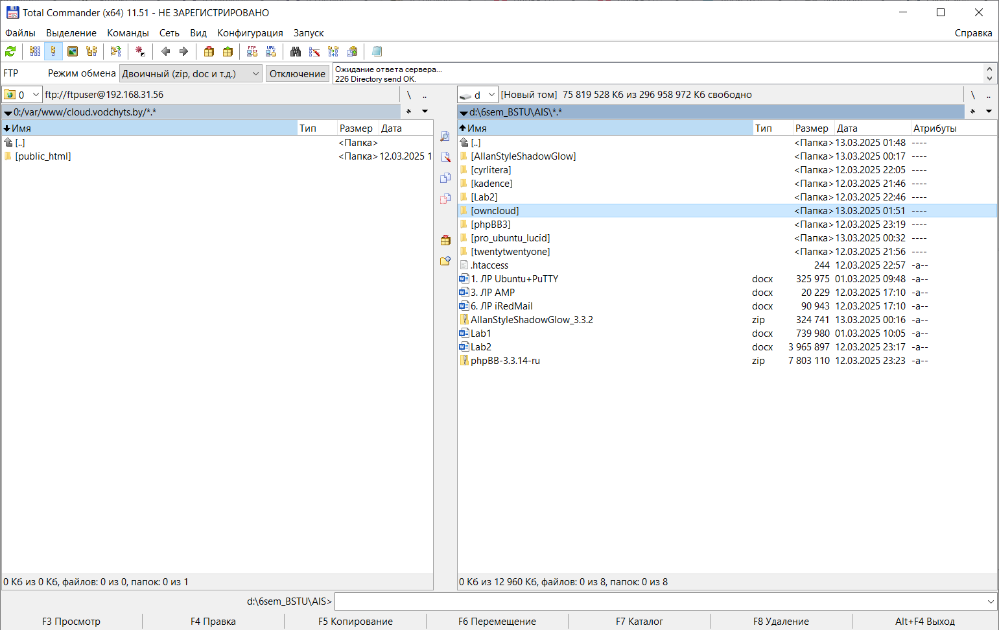 Total Commander (x64) 11.51 - НЕ ЗАРЕГИСТРИРОВАНО
Файлы Выделение Команды Сеть Вид Конфигурация Запуск Справка
FTP URL
FTP Режим обмена Двоичный (zip, doc и т.д.) Отключение
Ожидание ответа сервера...
226 Directory send OK.
0 ftp://ftpuser@192.168.31.56 \ ..
0:/var/www/cloud.vodchyts.by/*.* *
Имя Тип Размер Дата
[..] <Папка>
[public_html] <Папка> 12.03.2025 1
0 Кб из 0 Кб, файлов: 0 из 0, папок: 0 из 1
d [Новый том] 75 819 528 Кб из 296 958 972 Кб свободно \ ..
d:\6sem_BSTU\AIS\*.* *
Имя Тип Размер Дата Атрибуты
[..] <Папка> 13.03.2025 01:48 ----
[AllanStyleShadowGlow] <Папка> 13.03.2025 00:17 ----
[cyrlitera] <Папка> 12.03.2025 22:05 ----
[kadence] <Папка> 12.03.2025 21:46 ----
[Lab2] <Папка> 12.03.2025 22:46 ----
[owncloud] <Папка> 13.03.2025 01:51 ----
[phpBB3] <Папка> 12.03.2025 23:19 ----
[pro_ubuntu_lucid] <Папка> 13.03.2025 00:32 ----
[twentytwentyone] <Папка> 12.03.2025 21:56 ----
.htaccess 244 12.03.2025 22:57 -a--
1. ЛР Ubuntu+PuTTY docx 325 975 01.03.2025 09:48 -a--
3. ЛР AMP docx 20 229 12.03.2025 17:10 -a--
6. ЛР iRedMail docx 90 943 12.03.2025 17:10 -a--
AllanStyleShadowGlow_3.3.2 zip 324 741 13.03.2025 00:16 -a--
Lab1 docx 739 980 01.03.2025 10:05 -a--
Lab2 docx 3 965 897 12.03.2025 23:17 -a--
phpBB-3.3.14-ru zip 7 803 110 12.03.2025 23:23 -a--
0 Кб из 12 960 Кб, файлов: 0 из 8, папок: 0 из 8
d:\6sem_BSTU\AIS>
F3 Просмотр F4 Правка F5 Копирование F6 Перемещение F7 Каталог F8 Удаление Alt+F4 Выход